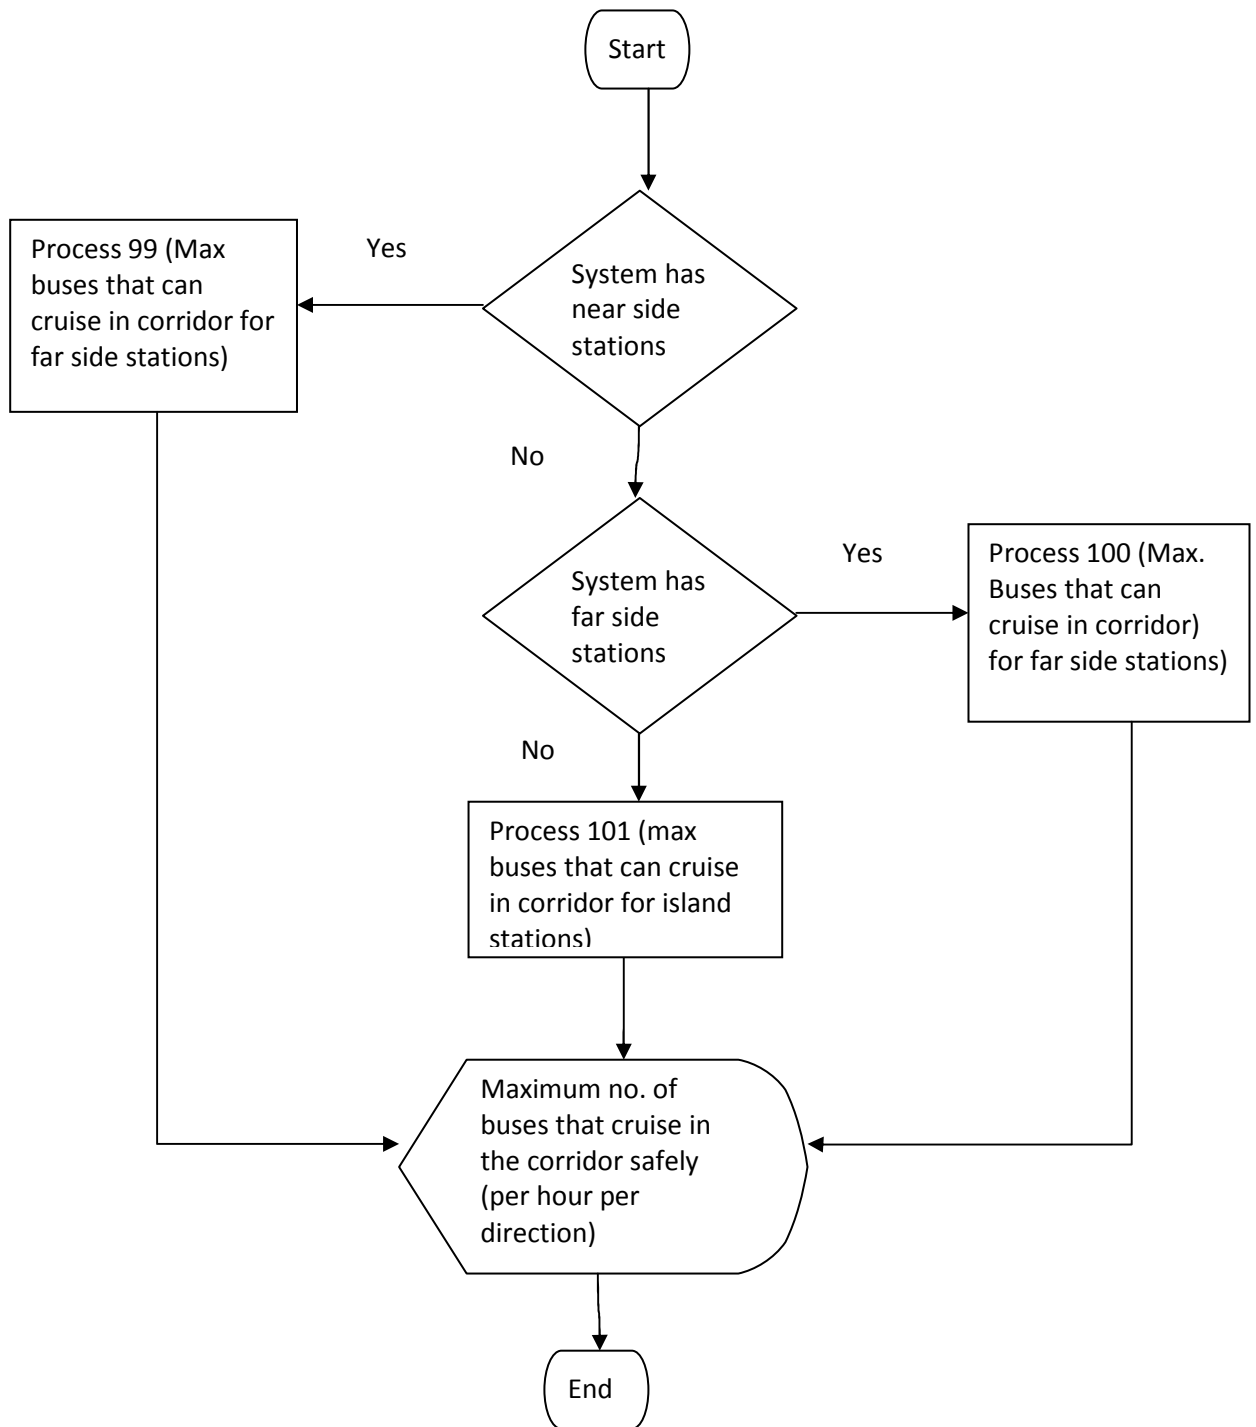 Start
System has
near side
stations
Yes
Process 99 (Max
buses that can
cruise in corridor for
far side stations)
No
System has
far side
stations
Yes
Process 100 (Max.
Buses that can
cruise in corridor)
for far side stations)
No
Process 101 (max
buses that can cruise
in corridor for island
stations)
Maximum no. of
buses that cruise in
the corridor safely
(per hour per
direction)
End